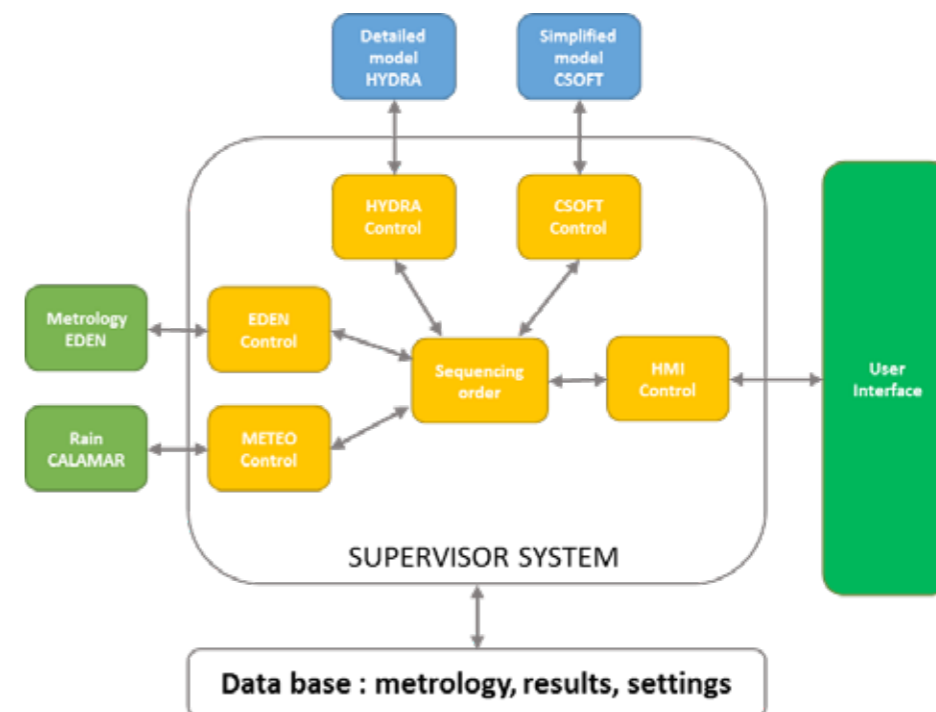 Detailed
model
HYDRA
Simplified
model
CSOFT
HYDRA
Control
CSOFT
Control
Metrology
EDEN
EDEN
Control
Sequencing
order
HMI
Control
User
Interface
Rain
CALAMAR
METEO
Control
SUPERVISOR SYSTEM
Data base : metrology, results, settings